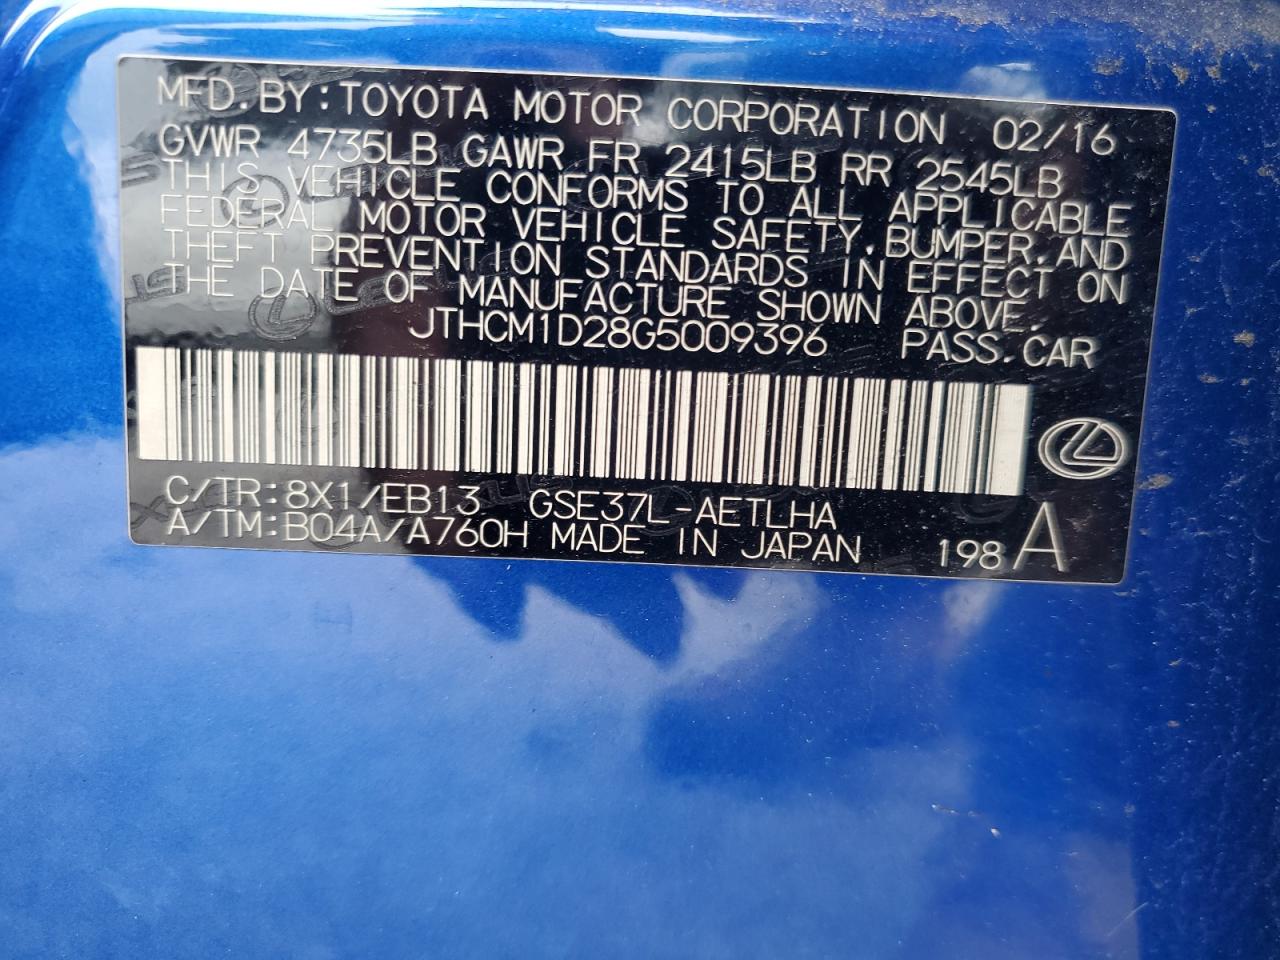 MFD.BY:TOYOTA MOTOR CORPORATION 02/16
GVWR 4735LB GAWR FR 2415LB RR 2545LB
THIS VEHICLE CONFORMS TO ALL APPLICABLE
FEDERAL MOTOR VEHICLE SAFETY,BUMPER,AND
THEFT PREVENTION STANDARDS IN EFFECT ON
THE DATE OF MANUFACTURE SHOWN ABOVE.
JTHCM1D28G5009396 PASS.CAR
C/TR:8X1/EB13 GSE37L-AETLHA
A/TM:B04A/A760H MADE IN JAPAN 198 A